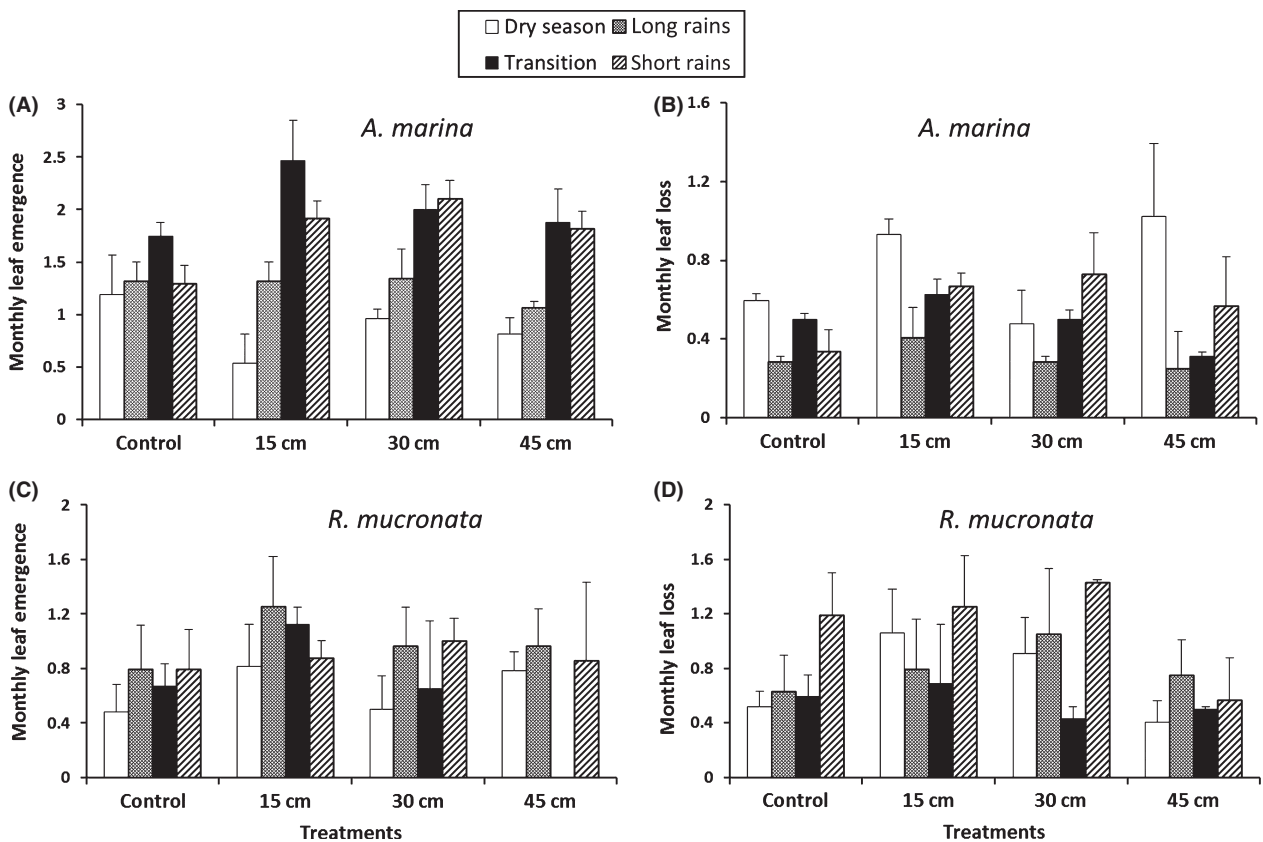 Dry season Long rains
Transition Short rains
(A)
A. marina
Monthly leaf emergence
3
2.5
2
1.5
1
0.5
0
Control 15 cm 30 cm 45 cm
(B)
A. marina
Monthly leaf loss
1.6
1.2
0.8
0.4
0
Control 15 cm 30 cm 45 cm
(C)
R. mucronata
Monthly leaf emergence
2
1.6
1.2
0.8
0.4
0
Control 15 cm 30 cm 45 cm
Treatments
(D)
R. mucronata
Monthly leaf loss
2
1.6
1.2
0.8
0.4
0
Control 15 cm 30 cm 45 cm
Treatments